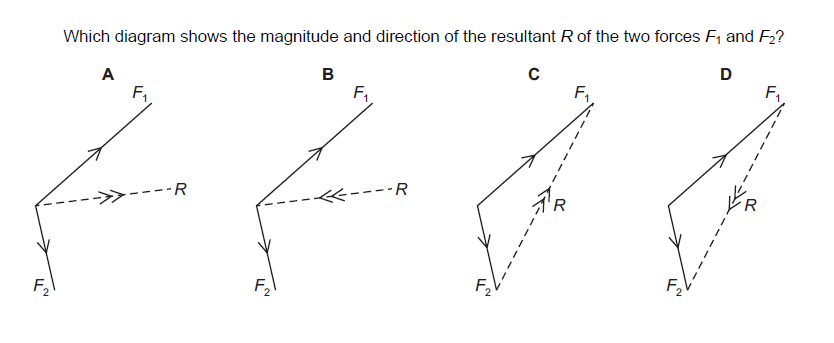 Which diagram shows the magnitude and direction of the resultant R of the two forces F₁ and F₂?
A B C D
F₁ F₁ F₁ F₁
R R
R R
F₂ F₂ F₂ F₂